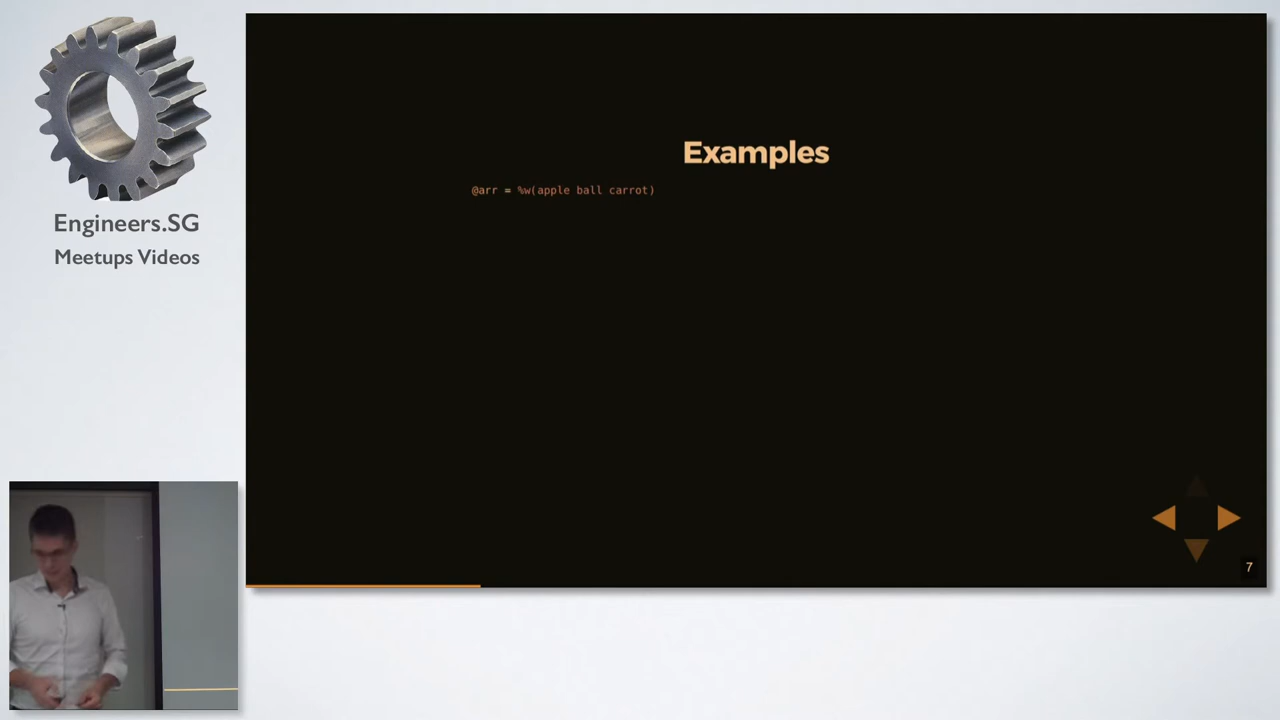 Engineers.SG
Meetups Videos
Examples
@arr = %w(apple ball carrot)
7